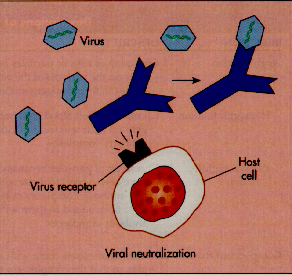 Virus
Virus receptor
Host
cell
Viral neutralization